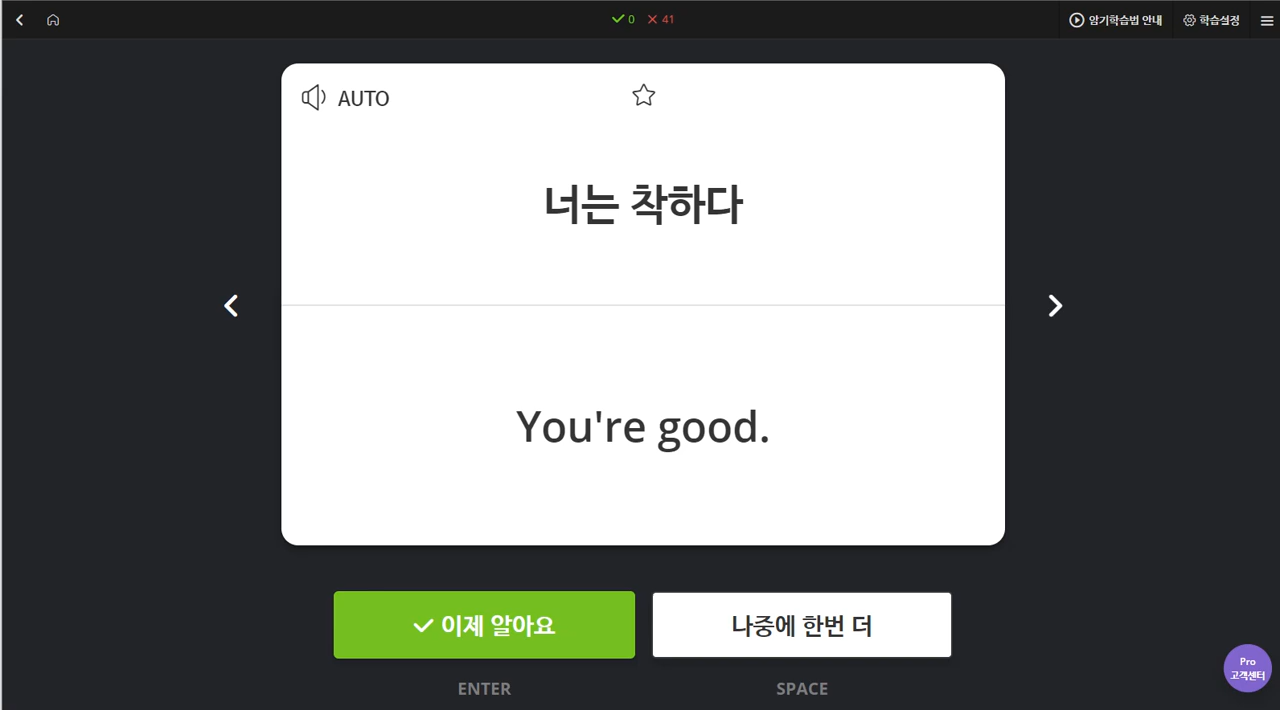 0 41
암기학습법 안내
학습설정
AUTO
너는 착하다
You're good.
이제 알아요
나중에 한번 더
ENTER
SPACE
Pro
고객센터